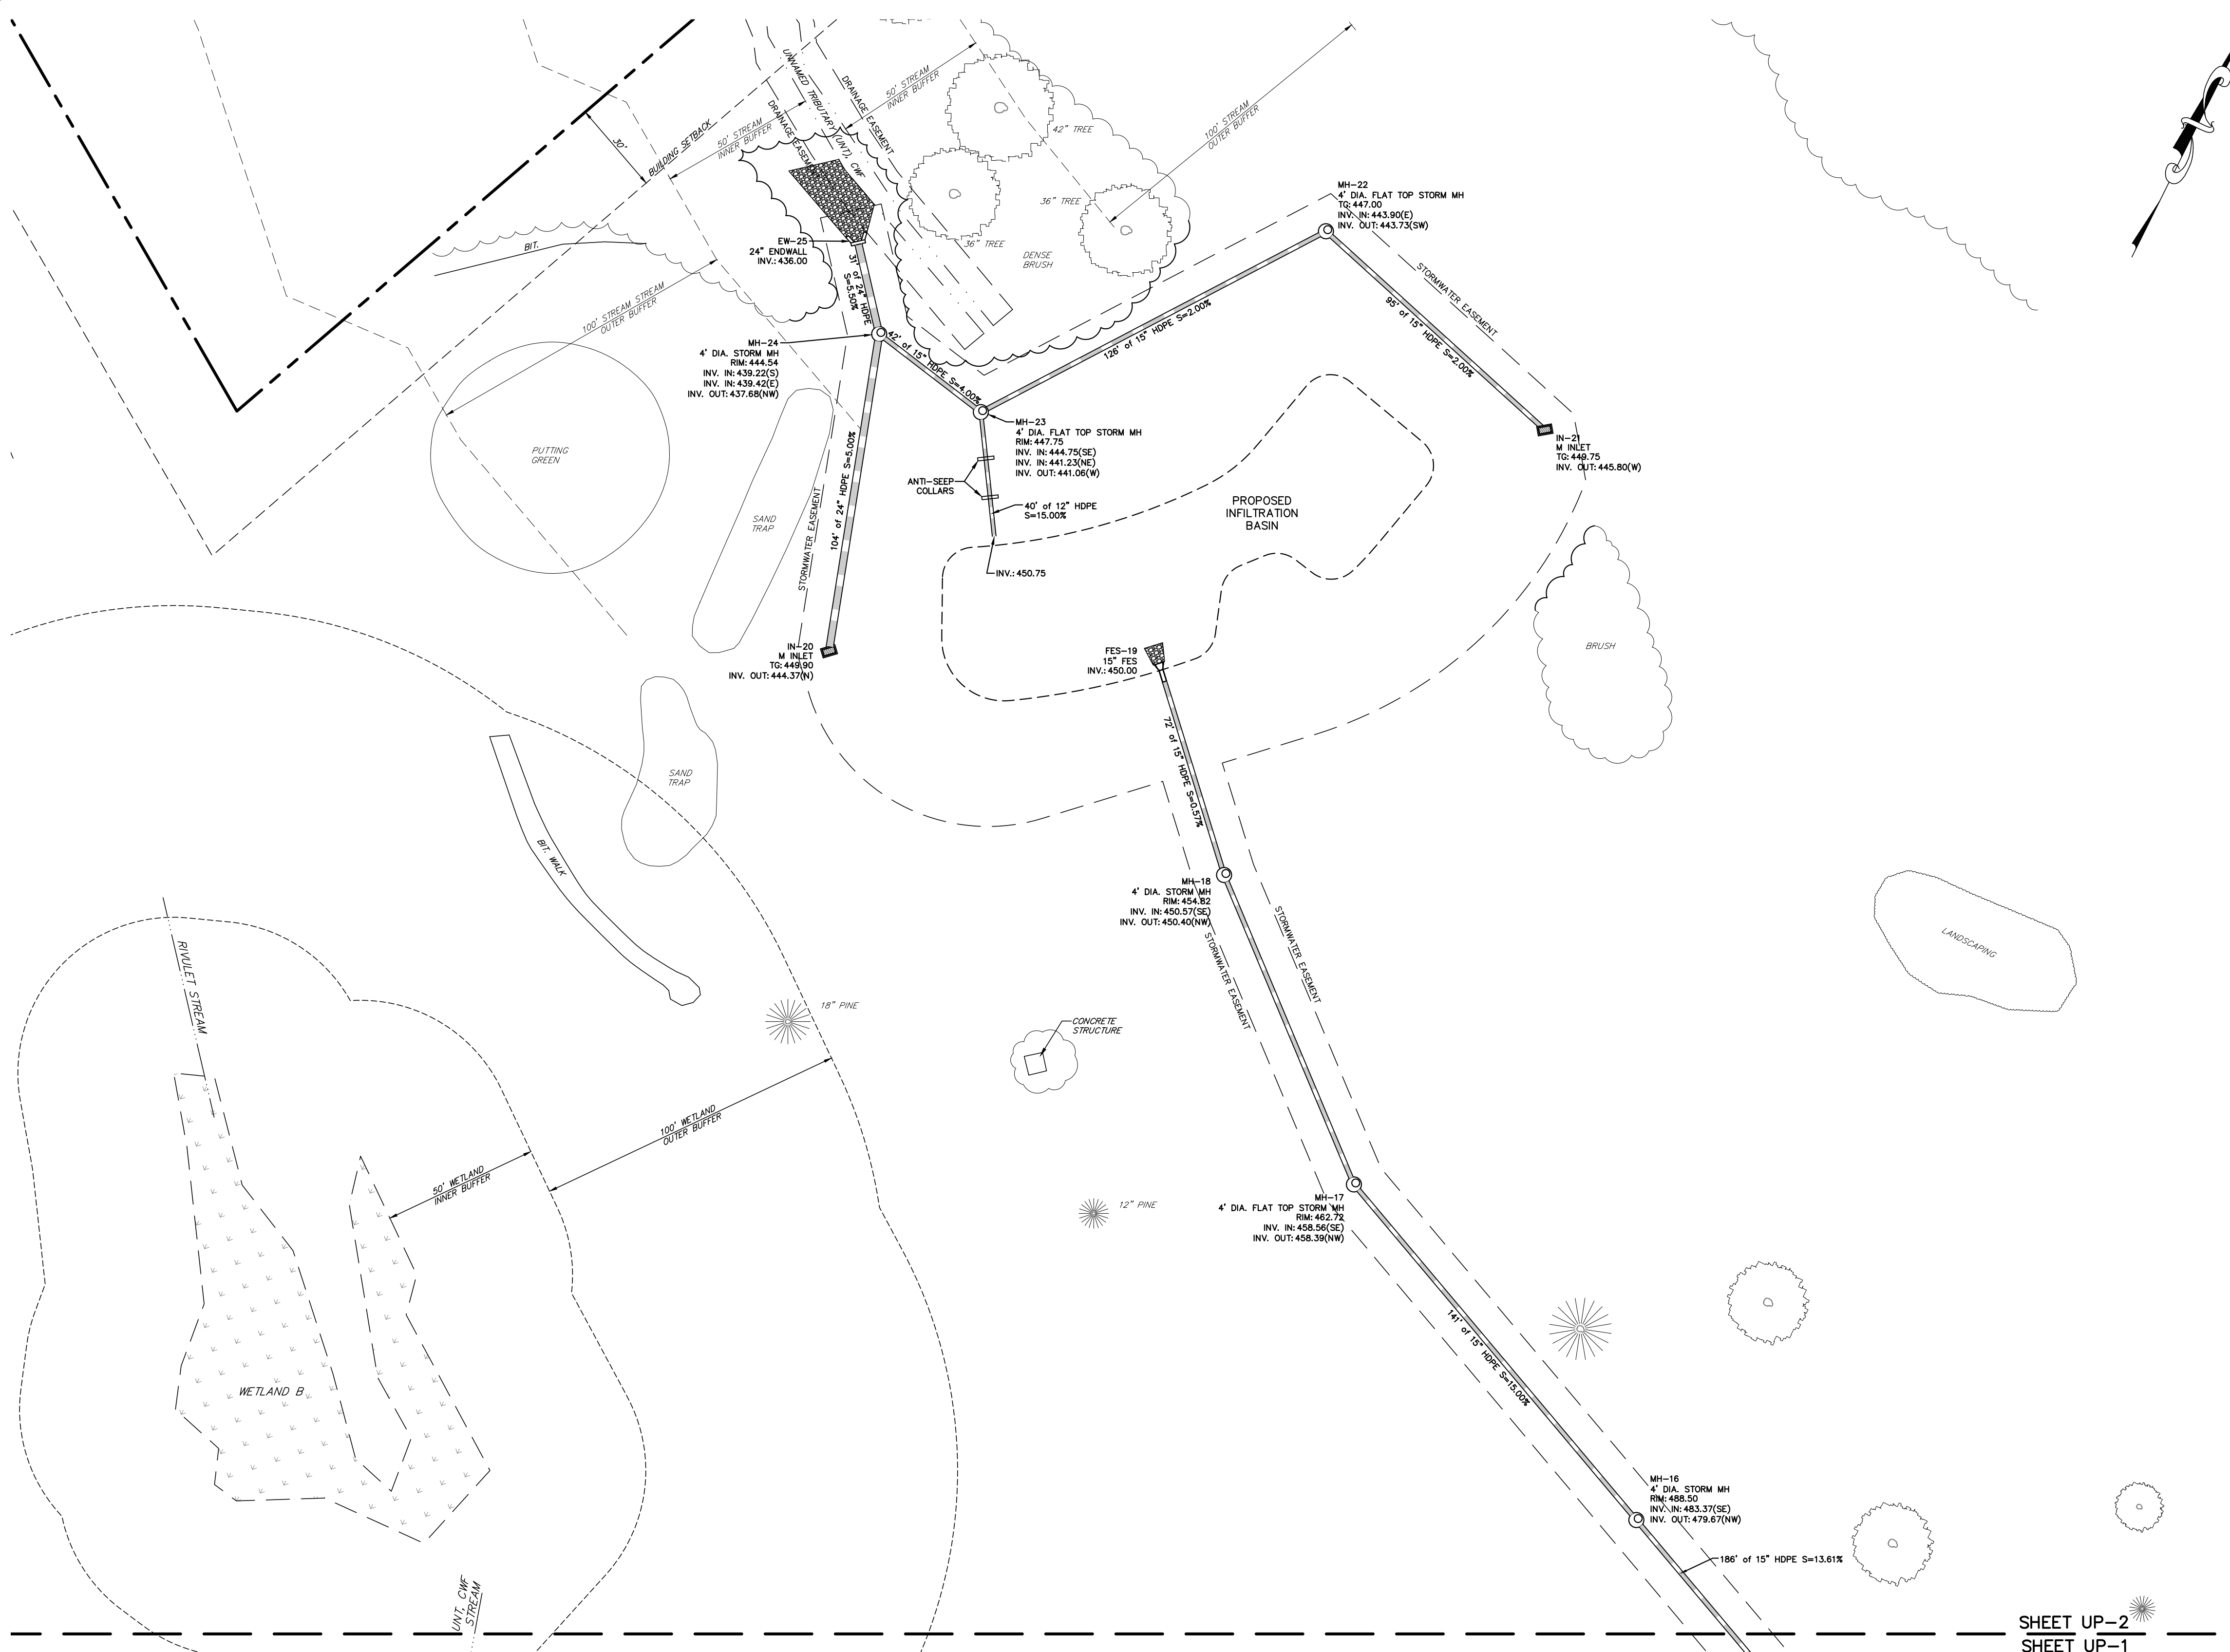 UNNAMED TRIBUTARY (UNT), CWF
DRAINAGE EASEMENT
DRAINAGE EASEMENT
50' STREAM
INNER BUFFER
50' STREAM
INNER BUFFER
30'
BUILDING SETBACK
42" TREE
36" TREE
36" TREE
DENSE
BRUSH
100' STREAM
OUTER BUFFER
MH-22
4' DIA. FLAT TOP STORM MH
TG: 447.00
INV. IN: 443.90(E)
INV. OUT: 443.73(SW)
BIT.
EW-25
24" ENDWALL
INV.: 436.00
31' of 24" HDPE
S=5.50%
100' STREAM STREAM
OUTER BUFFER
STORMWATER EASEMENT
95' of 15" HDPE S=2.00%
126' of 15" HDPE S=2.00%
42' of 15" HDPE S=4.00%
MH-24
4' DIA. STORM MH
RIM: 444.54
INV. IN: 439.22(S)
INV. IN: 439.42(E)
INV. OUT: 437.68(NW)
MH-23
4' DIA. FLAT TOP STORM MH
RIM: 447.75
INV. IN: 444.75(SE)
INV. IN: 441.23(NE)
INV. OUT: 441.06(W)
IN-21
M INLET
TG: 449.75
INV. OUT: 445.80(W)
PUTTING
GREEN
SAND
TRAP
104' of 24" HDPE S=5.00%
STORMWATER EASEMENT
ANTI-SEEP
COLLARS
40' of 12" HDPE
S=15.00%
PROPOSED
INFILTRATION
BASIN
INV.: 450.75
IN-20
M INLET
TG: 449.90
INV. OUT: 444.37(N)
FES-19
15" FES
INV.: 450.00
BRUSH
72' of 15" HDPE S=0.57%
SAND
TRAP
BIT. WALK
MH-18
4' DIA. STORM MH
RIM: 454.82
INV. IN: 450.57(SE)
INV. OUT: 450.40(NW)
STORMWATER EASEMENT
STORMWATER EASEMENT
LANDSCAPING
RIVULET STREAM
18" PINE
CONCRETE
STRUCTURE
100' WETLAND
OUTER BUFFER
50' WETLAND
INNER BUFFER
12" PINE
MH-17
4' DIA. FLAT TOP STORM MH
RIM: 462.72
INV. IN: 458.56(SE)
INV. OUT: 458.39(NW)
141' of 15" HDPE S=15.00%
WETLAND B
MH-16
4' DIA. STORM MH
RIM: 488.50
INV. IN: 483.37(SE)
INV. OUT: 479.67(NW)
186' of 15" HDPE S=13.61%
UNT, CWF
STREAM
SHEET UP-2
SHEET UP-1